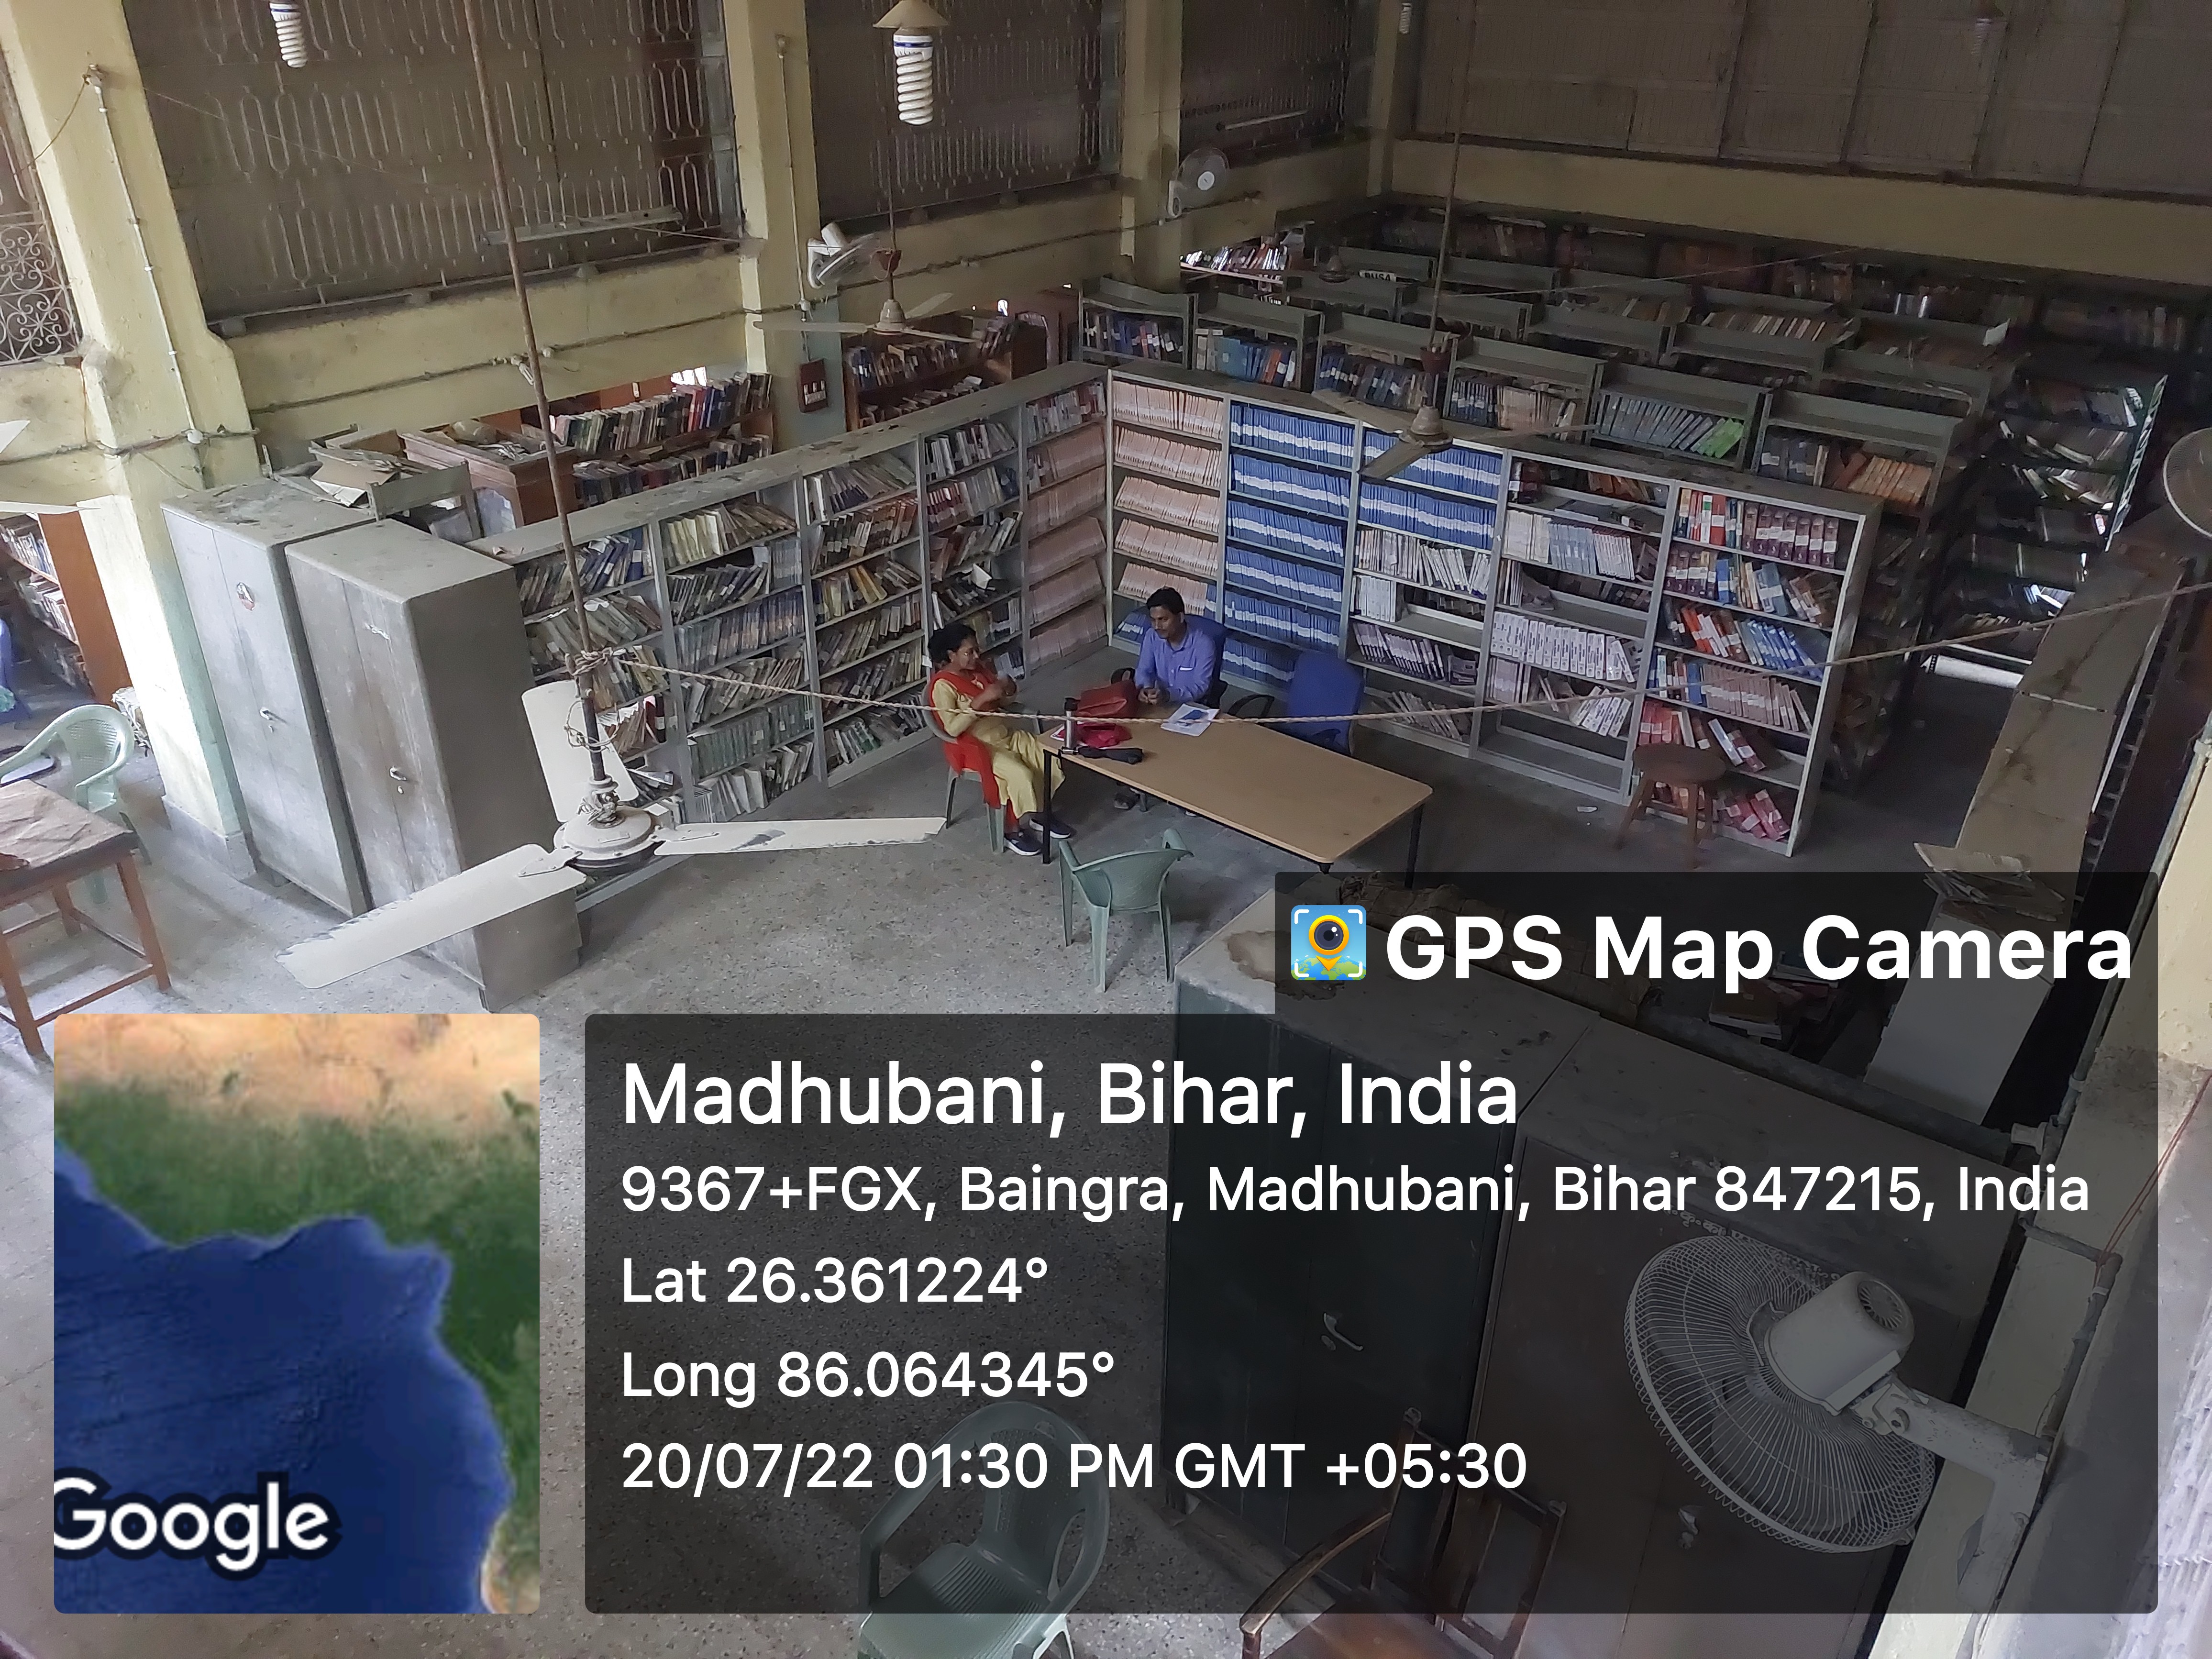 GPS Map Camera
Madhubani, Bihar, India
9367+FGX, Baingra, Madhubani, Bihar 847215, India
Lat 26.361224°
Long 86.064345°
20/07/22 01:30 PM GMT +05:30
Google